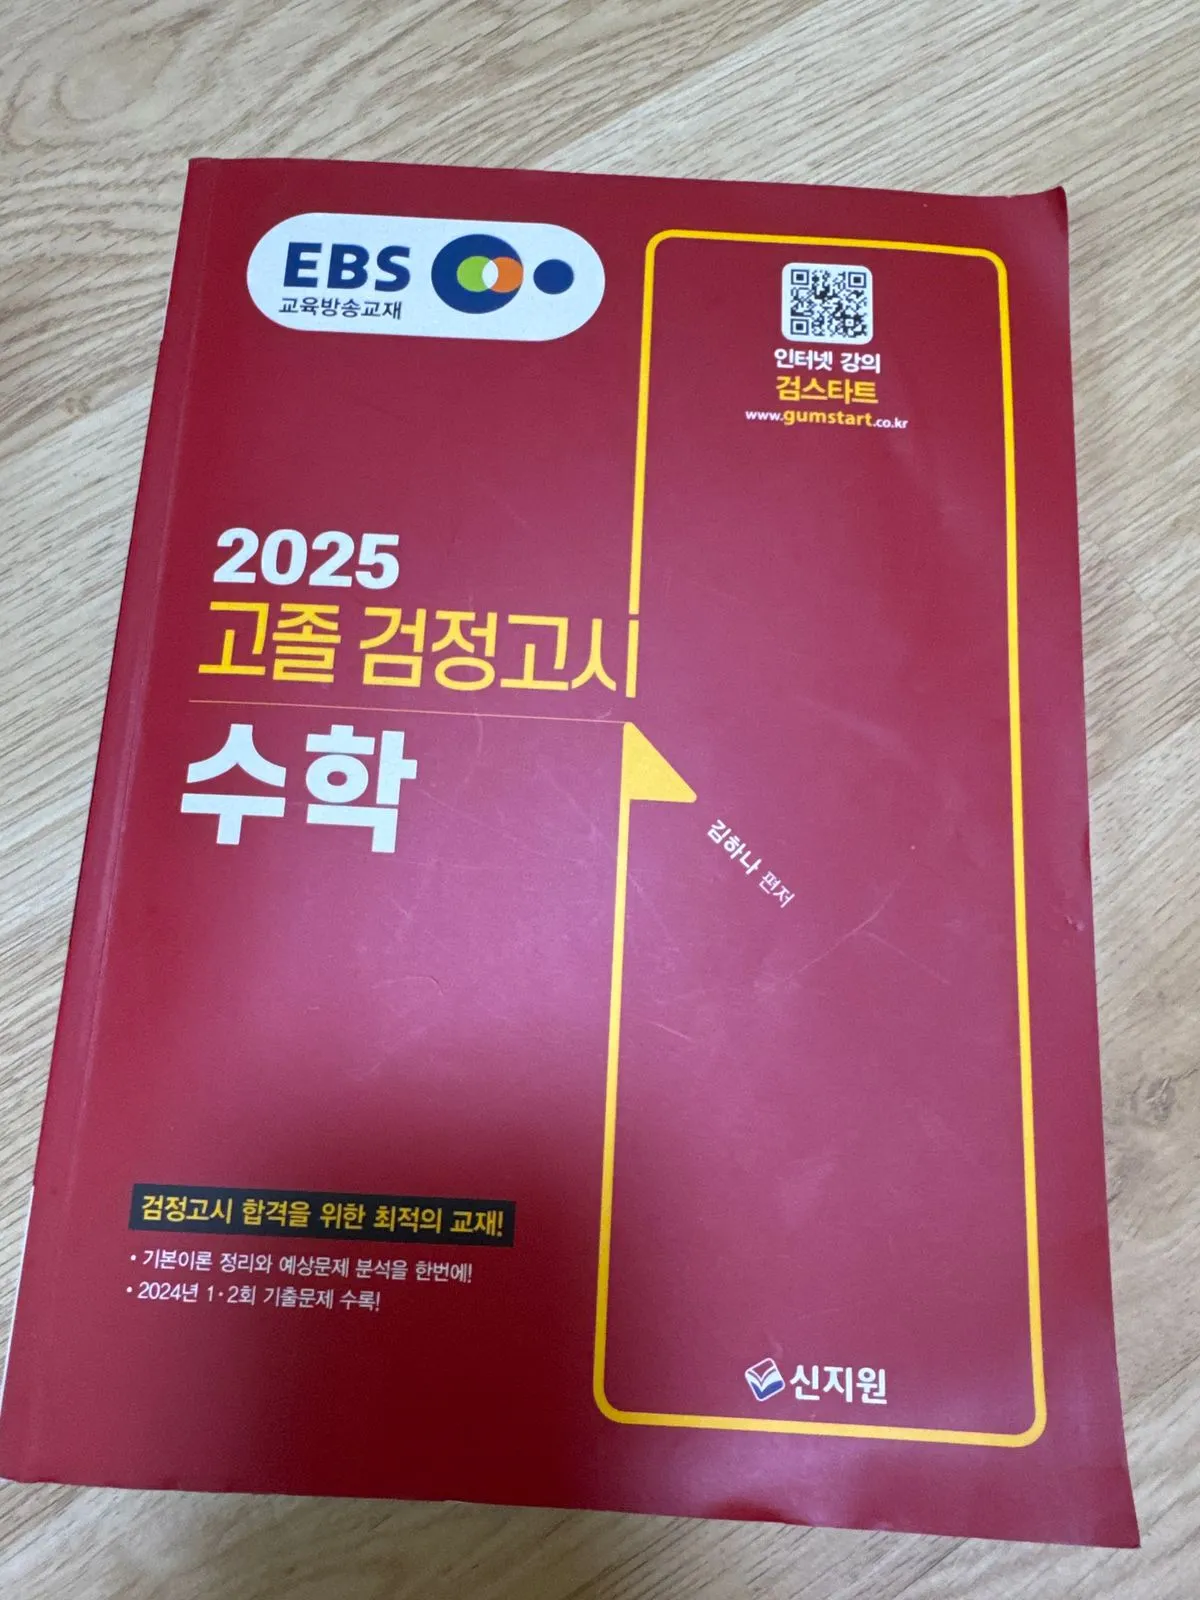 EBS
교육방송교재
인터넷 강의
검스타트
www.gumstart.co.kr
2025
고졸 검정고시
수학
김하나 편저
검정고시 합격을 위한 최적의 교재!
• 기본이론 정리와 예상문제 분석을 한번에!
• 2024년 1·2회 기출문제 수록!
신지원